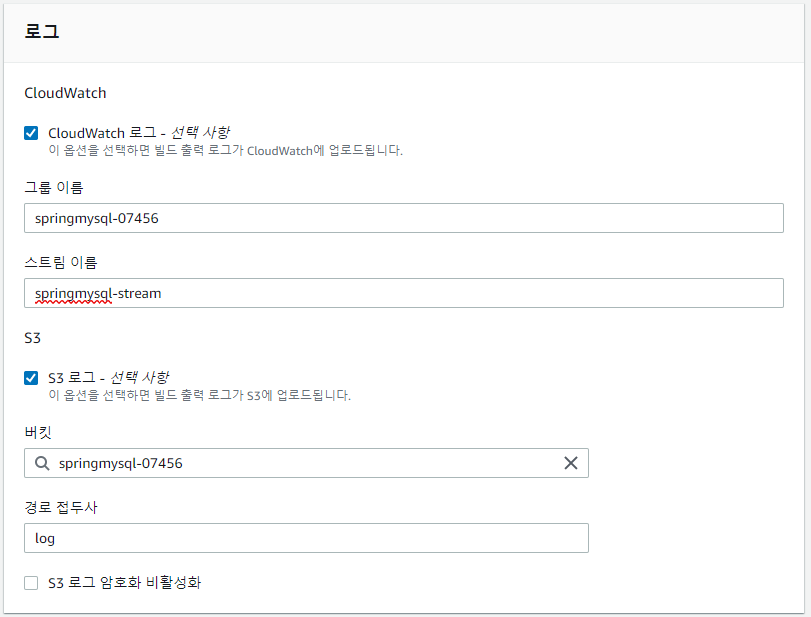 로그
CloudWatch
CloudWatch 로그 - 선택 사항
이 옵션을 선택하면 빌드 출력 로그가 CloudWatch에 업로드됩니다.
그룹 이름
springmysql-07456
스트림 이름
springmysql-stream
S3
S3 로그 - 선택 사항
이 옵션을 선택하면 빌드 출력 로그가 S3에 업로드됩니다.
버킷
springmysql-07456
경로 접두사
log
S3 로그 암호화 비활성화